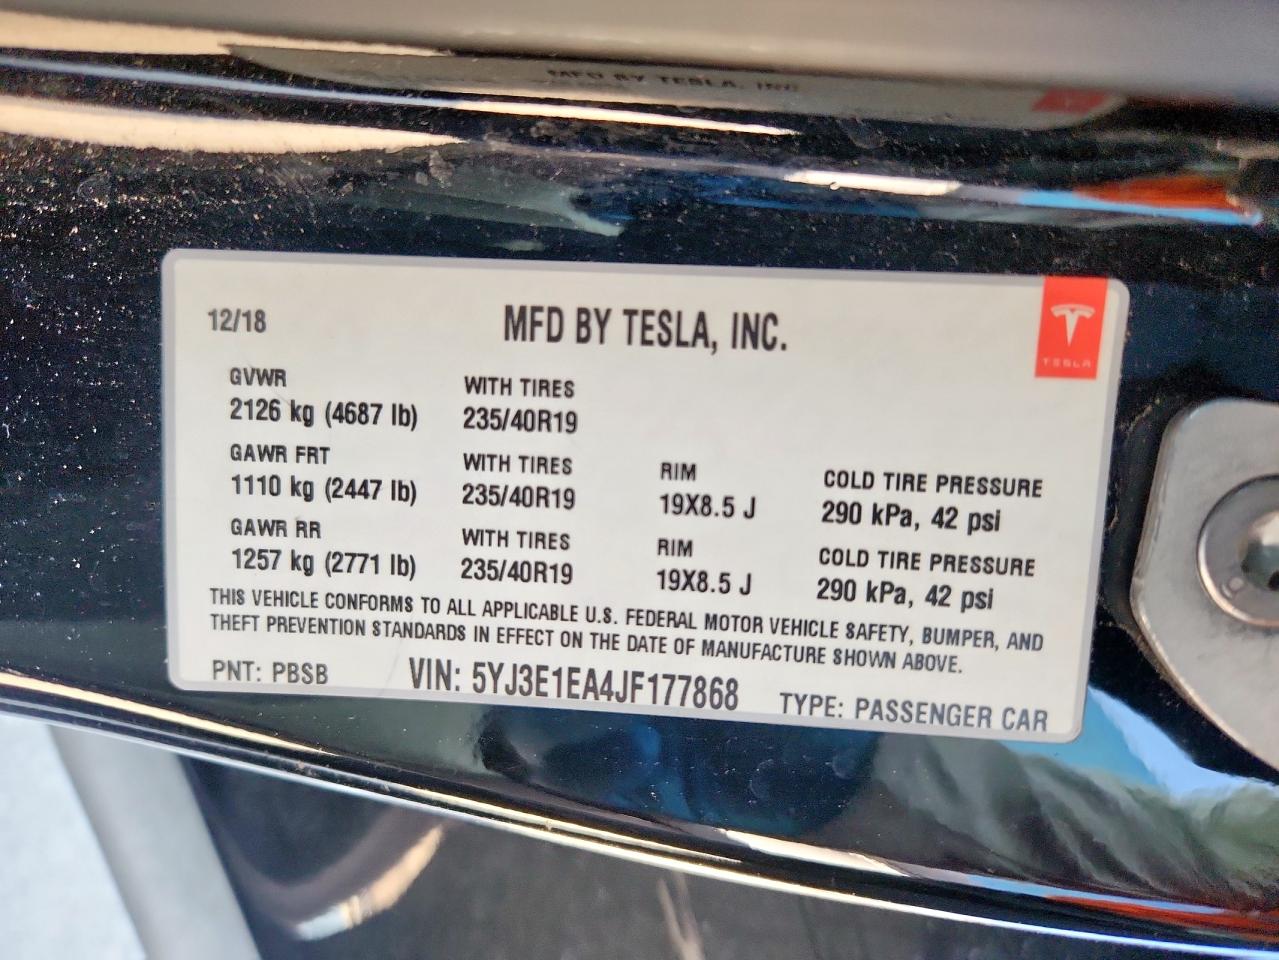 MFD BY TESLA, INC.
12/18
MFD BY TESLA, INC.
TESLA
GVWR
2126 kg (4687 lb)
WITH TIRES
235/40R19
GAWR FRT
1110 kg (2447 lb)
WITH TIRES
235/40R19
RIM
19X8.5 J
COLD TIRE PRESSURE
290 kPa, 42 psi
GAWR RR
1257 kg (2771 lb)
WITH TIRES
235/40R19
RIM
19X8.5 J
COLD TIRE PRESSURE
290 kPa, 42 psi
THIS VEHICLE CONFORMS TO ALL APPLICABLE U.S. FEDERAL MOTOR VEHICLE SAFETY, BUMPER, AND
THEFT PREVENTION STANDARDS IN EFFECT ON THE DATE OF MANUFACTURE SHOWN ABOVE.
PNT: PBSB
VIN: 5YJ3E1EA4JF177868
TYPE: PASSENGER CAR